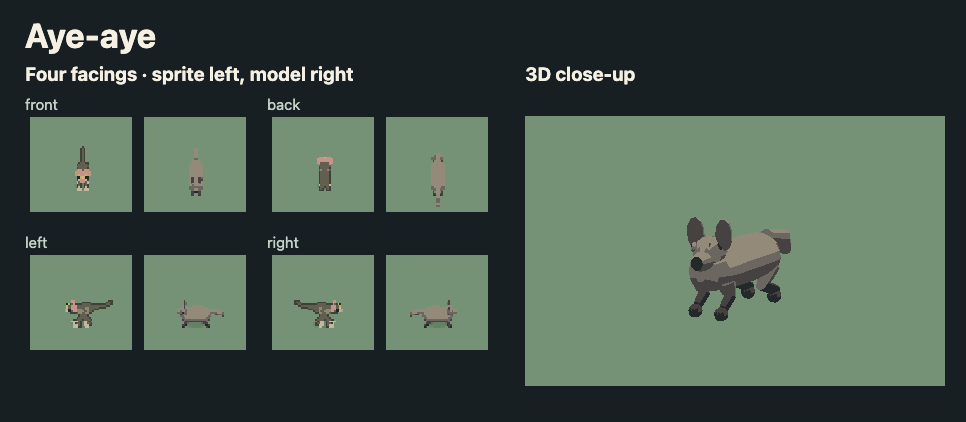 Aye-aye
Four facings · sprite left, model right
3D close-up
front
back
left
right